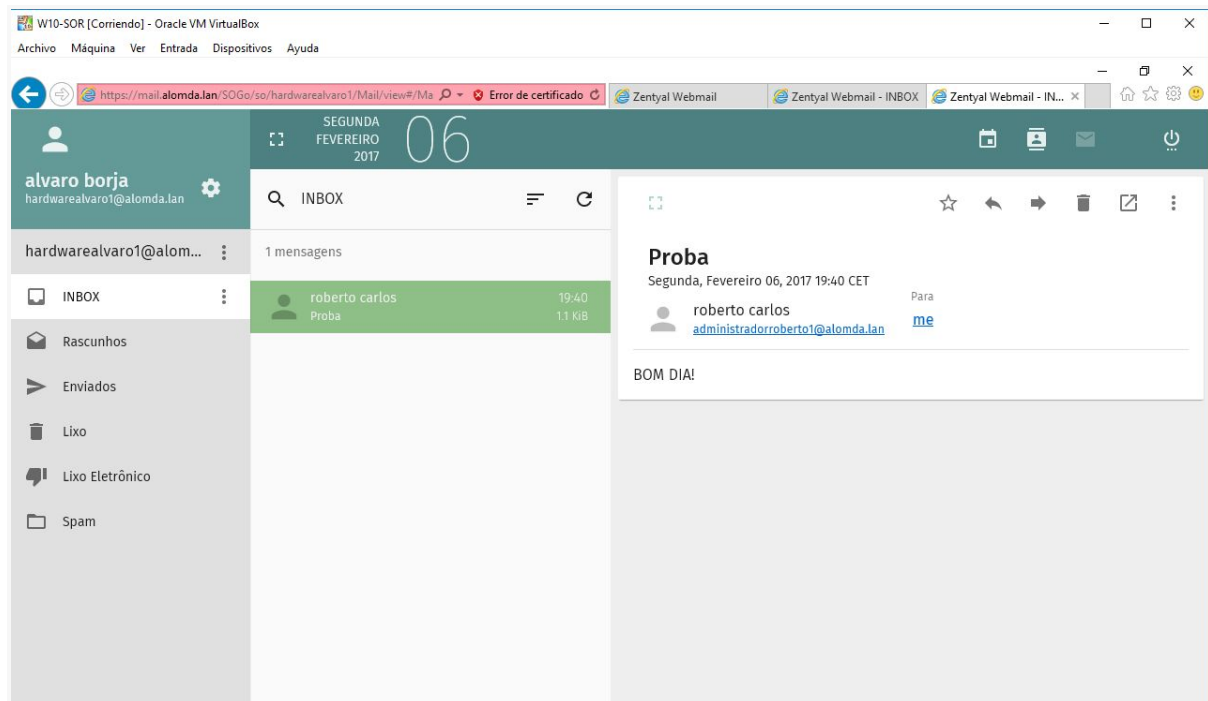 W10-SOR [Corriendo] - Oracle VM VirtualBox
Archivo Máquina Ver Entrada Dispositivos Ayuda
https://mail.alomda.lan/SOGo/so/hardwarealvaro1/Mail/view#/Ma
Error de certificado
Zentyal Webmail
Zentyal Webmail - INBOX
Zentyal Webmail - IN...
alvaro borja
hardwarealvaro1@alomda.lan
SEGUNDA
FEVEREIRO
2017
06
hardwarealvaro1@alom...
INBOX
Rascunhos
Enviados
Lixo
Lixo Eletrônico
Spam
INBOX
1 mensagens
roberto carlos 19:40
Proba 1.1 KiB
Proba
Segunda, Fevereiro 06, 2017 19:40 CET
roberto carlos
administradorroberto1@alomda.lan
Para
me
BOM DIA!